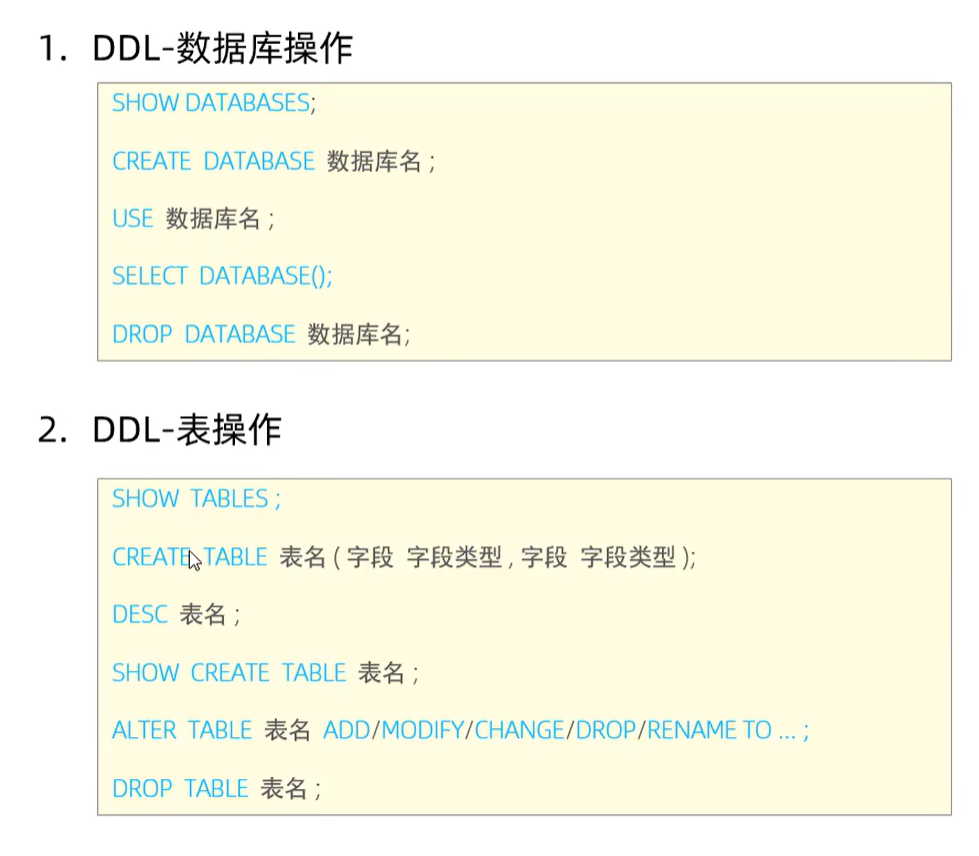 1. DDL-数据库操作
SHOW DATABASES;
CREATE DATABASE 数据库名 ;
USE 数据库名 ;
SELECT DATABASE();
DROP DATABASE 数据库名;
2. DDL-表操作
SHOW TABLES ;
CREATE TABLE 表名 ( 字段 字段类型 , 字段 字段类型 );
DESC 表名 ;
SHOW CREATE TABLE 表名 ;
ALTER TABLE 表名 ADD/MODIFY/CHANGE/DROP/RENAME TO ... ;
DROP TABLE 表名 ;